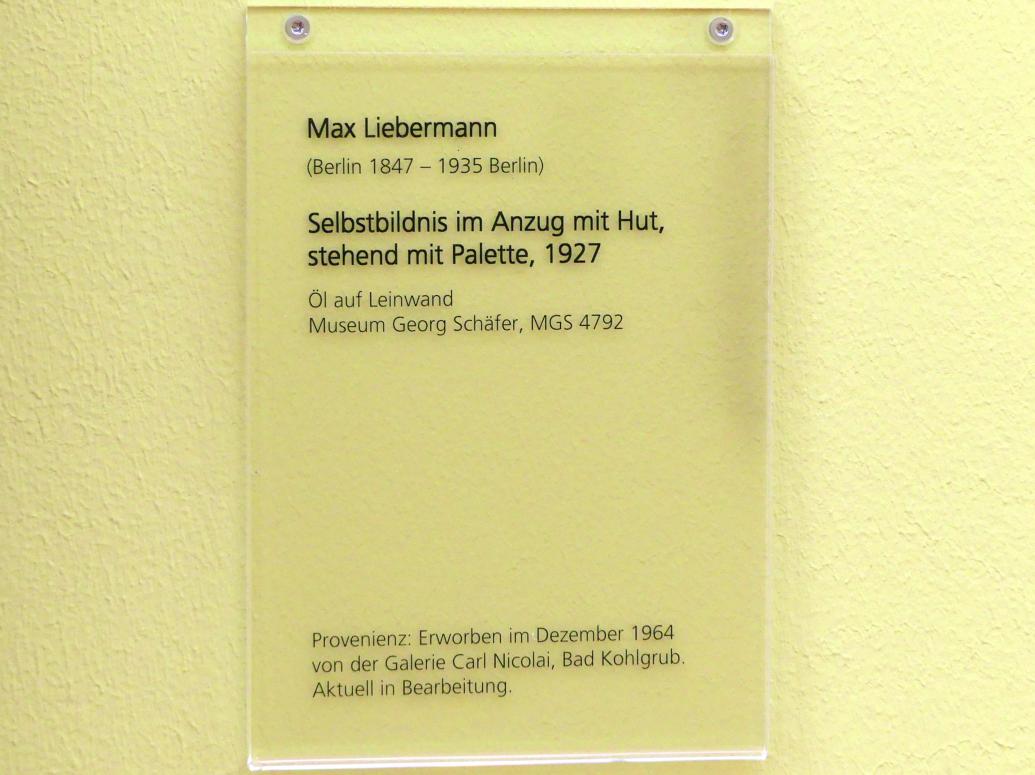 Max Liebermann
(Berlin 1847 – 1935 Berlin)
Selbstbildnis im Anzug mit Hut,
stehend mit Palette, 1927
Öl auf Leinwand
Museum Georg Schäfer, MGS 4792
Provenienz: Erworben im Dezember 1964
von der Galerie Carl Nicolai, Bad Kohlgrub.
Aktuell in Bearbeitung.